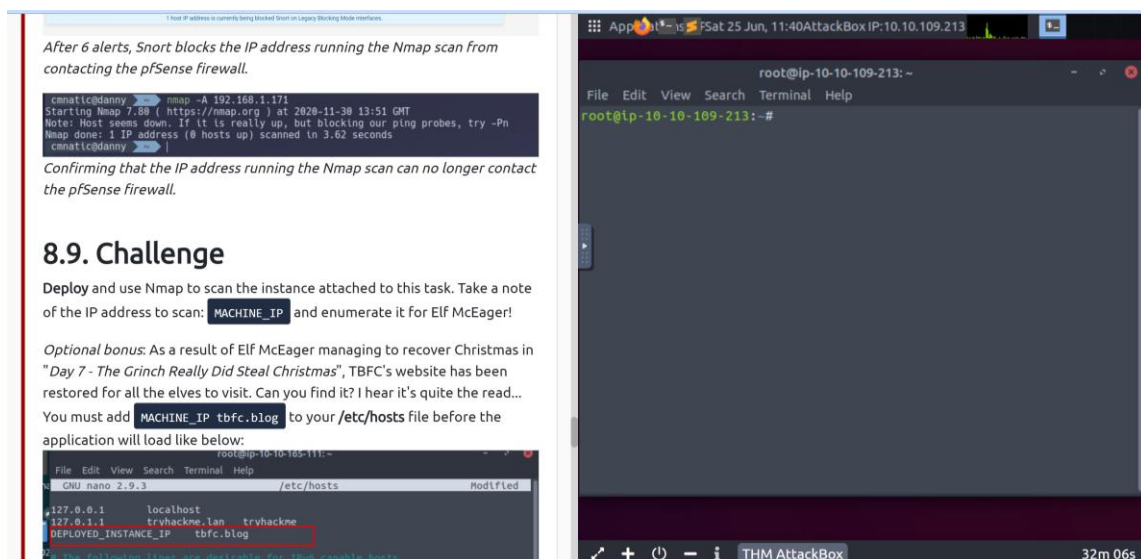 1 host IP address is currently being blocked Snort on Legacy Blocking Mode interfaces.
After 6 alerts, Snort blocks the IP address running the Nmap scan from
contacting the pfSense firewall.
cmnatic@danny ~ nmap -A 192.168.1.171
Starting Nmap 7.80 ( https://nmap.org ) at 2020-11-30 13:51 GMT
Note: Host seems down. If it is really up, but blocking our ping probes, try -Pn
Nmap done: 1 IP address (0 hosts up) scanned in 3.62 seconds
cmnatic@danny ~
Confirming that the IP address running the Nmap scan can no longer contact
the pfSense firewall.
8.9. Challenge
Deploy and use Nmap to scan the instance attached to this task. Take a note
of the IP address to scan: MACHINE_IP and enumerate it for Elf McEager!
Optional bonus: As a result of Elf McEager managing to recover Christmas in
"Day 7 - The Grinch Really Did Steal Christmas", TBFC's website has been
restored for all the elves to visit. Can you find it? I hear it's quite the read...
You must add MACHINE_IP tbfc.blog to your /etc/hosts file before the
application will load like below:
root@ip-10-10-165-111: ~
File Edit View Search Terminal Help
GNU nano 2.9.3 /etc/hosts Modified
127.0.0.1 localhost
127.0.1.1 tryhackme.lan tryhackme
DEPLOYED_INSTANCE_IP tbfc.blog
# The following lines are desirable for IPv6 capable hosts
Sat 25 Jun, 11:40 AttackBox IP:10.10.109.213
root@ip-10-10-109-213: ~
File Edit View Search Terminal Help
root@ip-10-10-109-213:~#
THM AttackBox 32m 06s